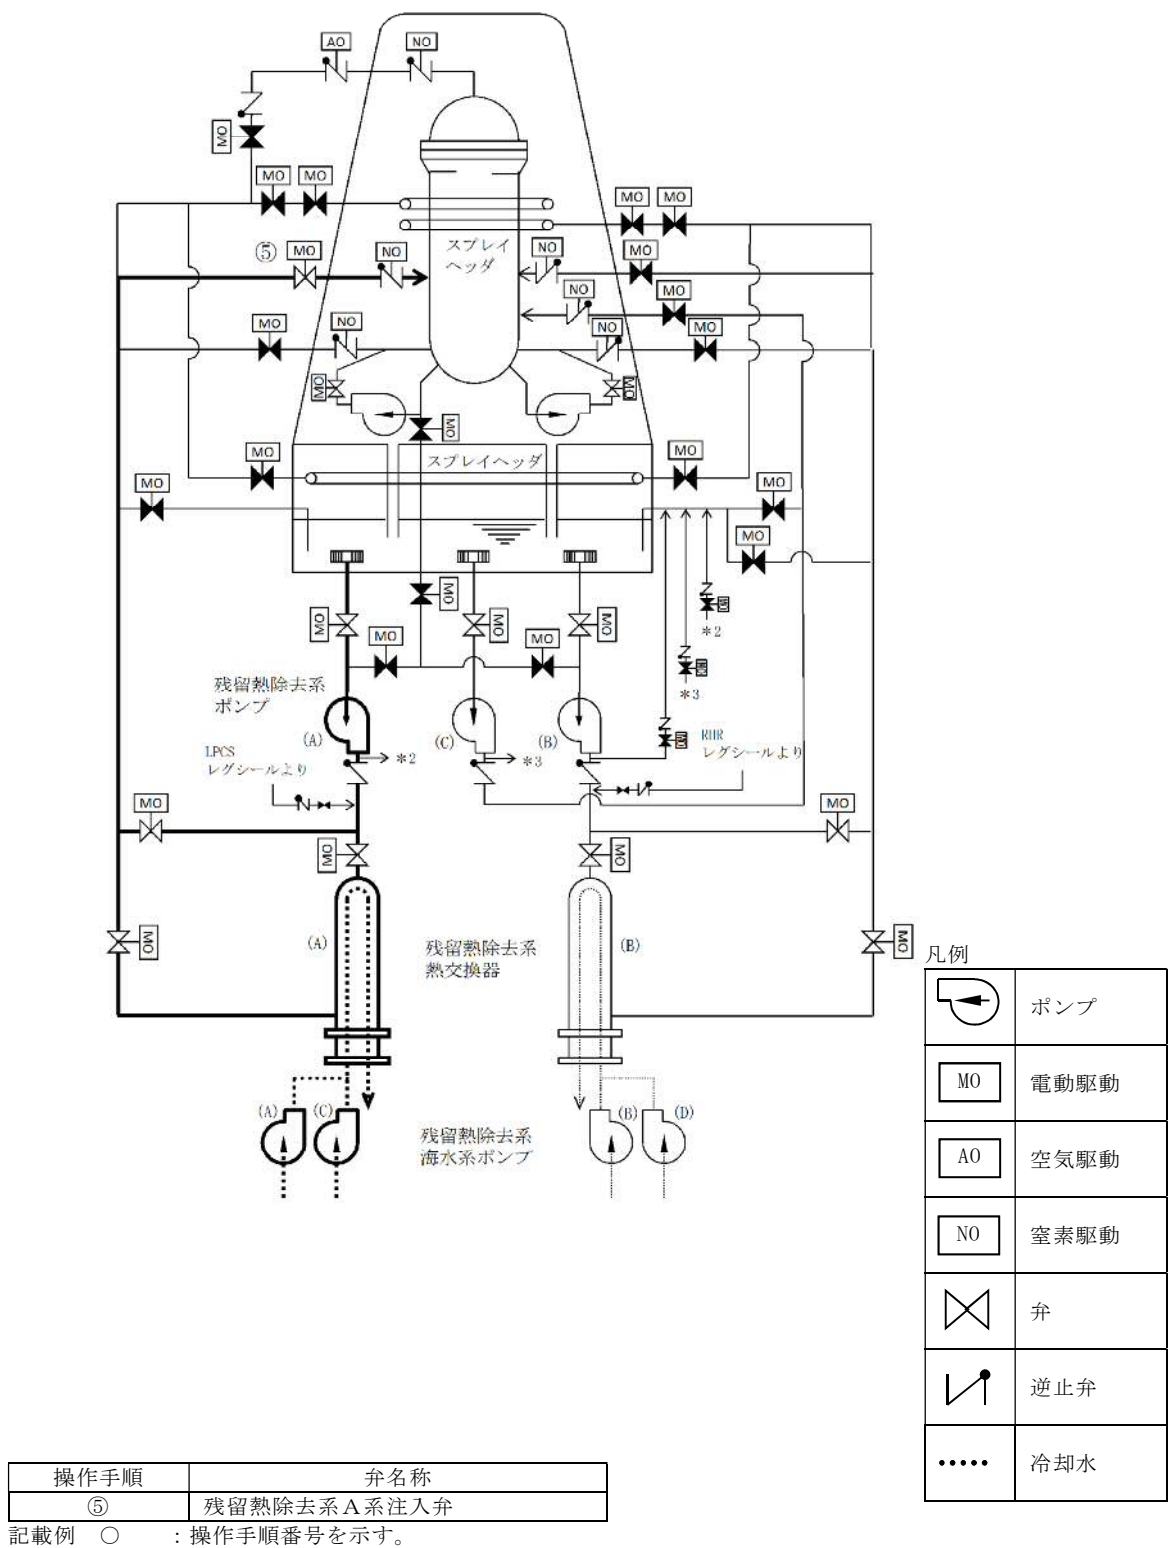 AO
NO
MO
MO
MO
MO
MO
⑤
MO
NO
スプレイ
ヘッダ
NO
MO
NO
MO
MO
NO
NO
MO
MO
MO
MO
MO
スプレイヘッダ
MO
MO
MO
MO
MO
MO
MO
MO
MO
MO
MO
MO
*2
MO
*3
残留熱除去系
ポンプ
(A)
(C)
(B)
MO
RHR
レグシールより
LPCS
レグシールより
*2
*3
MO
MO
MO
MO
MO
MO
(A)
残留熱除去系
熱交換器
(B)
(A)
(C)
残留熱除去系
海水系ポンプ
(B)
(D)
凡例
ポンプ
MO 電動駆動
AO 空気駆動
NO 窒素駆動
弁
逆止弁
冷却水
操作手順 弁名称
⑤ 残留熱除去系A系注入弁
記載例 ○ :操作手順番号を示す。